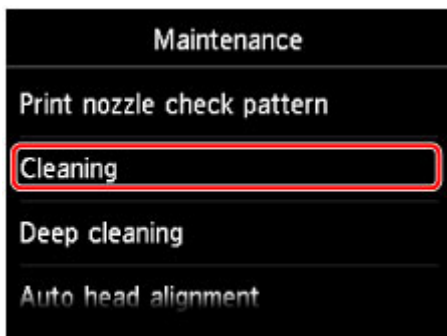 Maintenance
Print nozzle check pattern
Cleaning
Deep cleaning
Auto head alignment